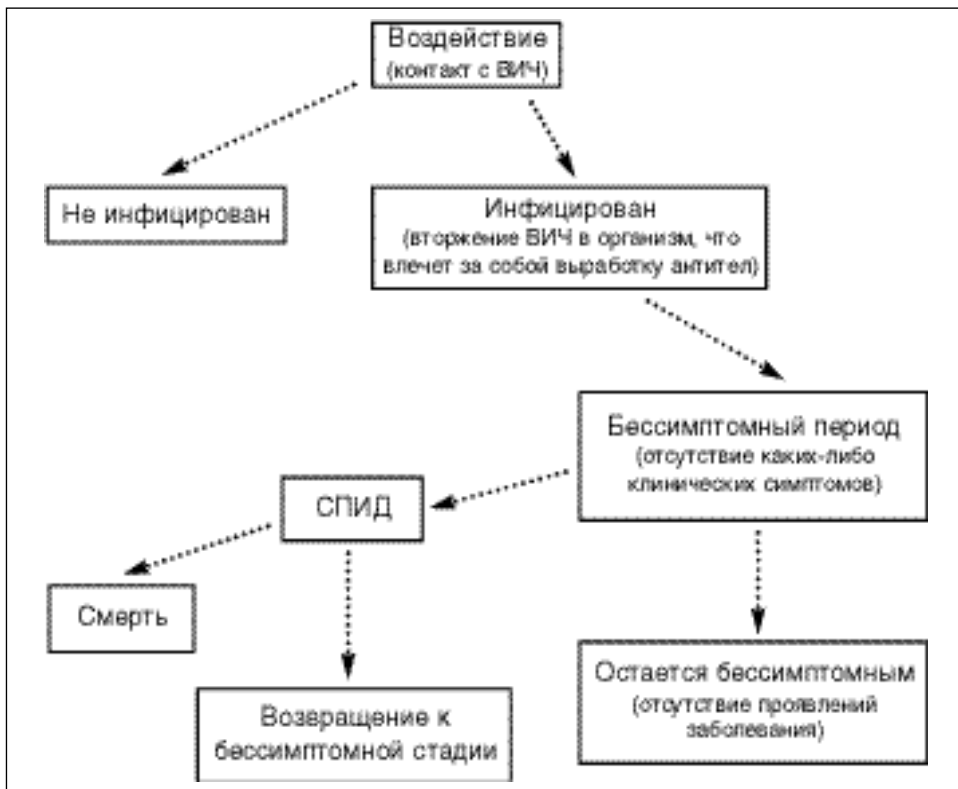 Воздействие
(контакт с ВИЧ)
Не инфицирован
Инфицирован
(вторжение ВИЧ в организм, что
влечет за собой выработку антител)
Бессимптомный период
(отсутствие каких-либо
клинических симптомов)
СПИД
Смерть
Остается бессимптомным
(отсутствие проявлений
заболевания)
Возвращение к
бессимптомной стадии